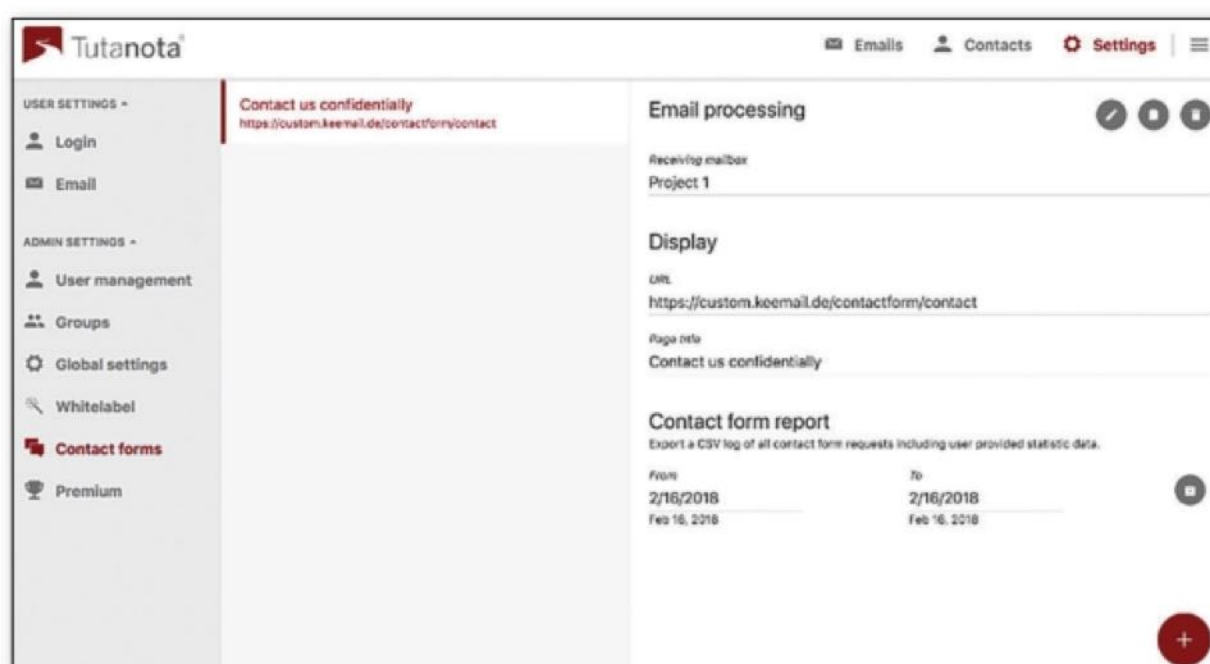 Tutanota
Emails
Contacts
Settings
USER SETTINGS
Login
Email
ADMIN SETTINGS
User management
Groups
Global settings
Whitelabel
Contact forms
Premium
Contact us confidentially
https://custom.keemail.de/contactform/contact
Email processing
Receiving mailbox
Project 1
Display
URL
https://custom.keemail.de/contactform/contact
Page title
Contact us confidentially
Contact form report
Export a CSV log of all contact form requests including user provided statistic data.
From
2/16/2018
Feb 16, 2018
To
2/16/2018
Feb 16, 2018